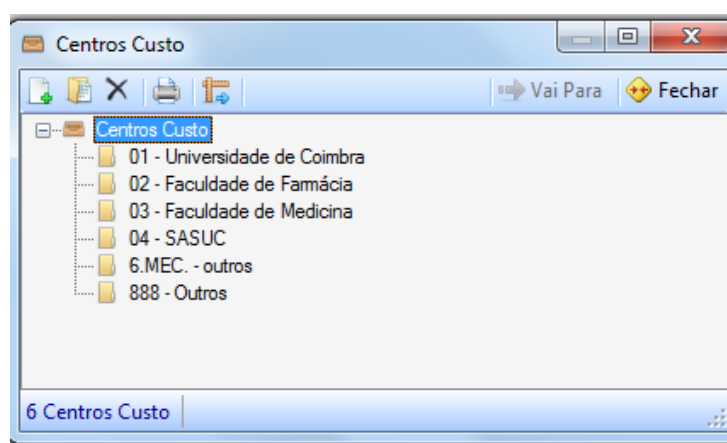 Centros Custo
Vai Para Fechar
Centros Custo
01 - Universidade de Coimbra
02 - Faculdade de Farmácia
03 - Faculdade de Medicina
04 - SASUC
6.MEC. - outros
888 - Outros
6 Centros Custo